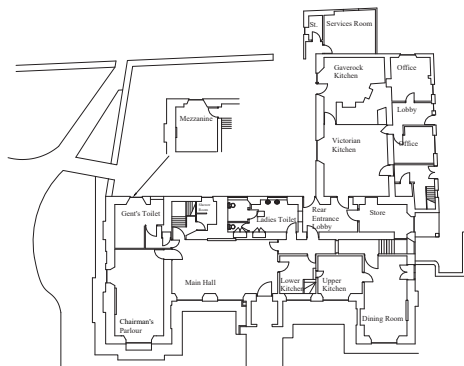 St.
Services Room
Gaverock
Kitchen
Office
Mezzanine
Lobby
Victorian
Kitchen
Office
Gent's Toilet
Ladies Toilet
Rear
Entrance
Lobby
Store
Main Hall
Lower
Kitchen
Upper
Kitchen
Chairman's
Parlour
Dining Room